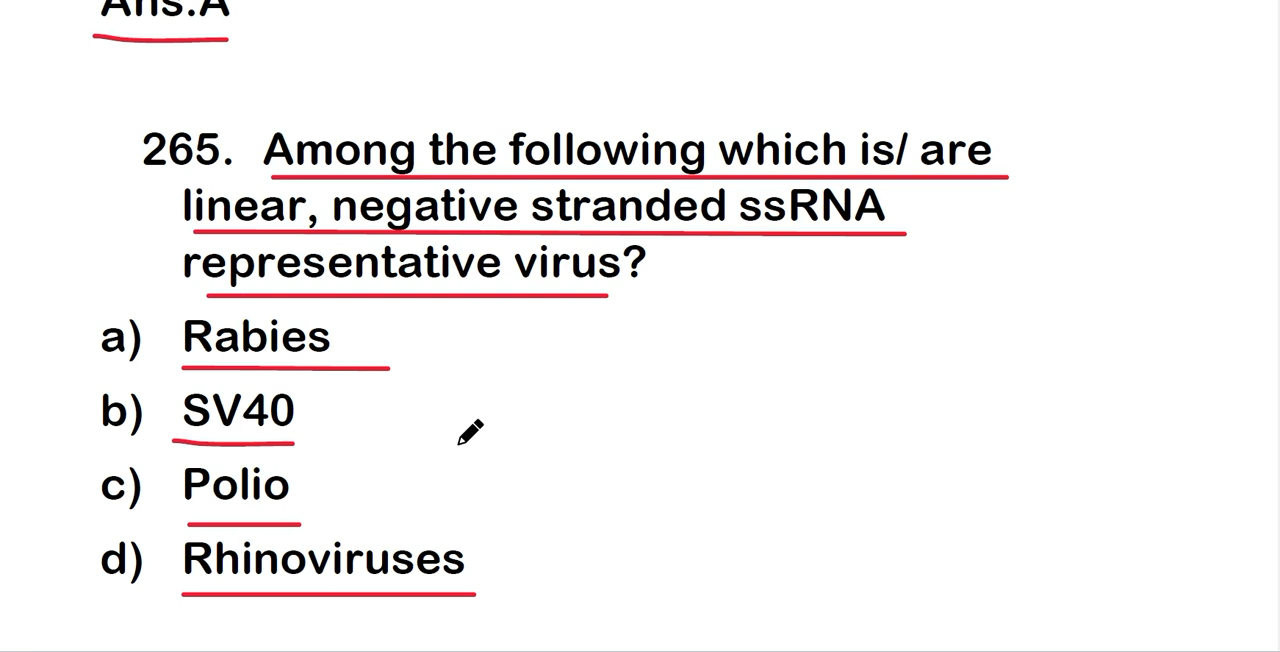 Ans.A
265. Among the following which is/ are
linear, negative stranded ssRNA
representative virus?
a) Rabies
b) SV40
c) Polio
d) Rhinoviruses